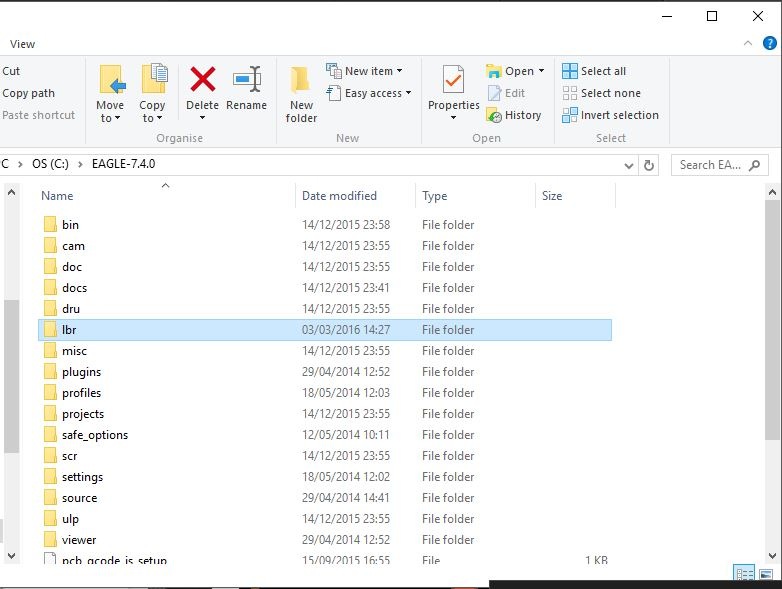 View
?
Cut
Copy path
Paste shortcut
Move to
Copy to
Delete
Rename
Organise
New folder
New item
Easy access
New
Properties
Open
Edit
History
Open
Select all
Select none
Invert selection
Select
C > OS (C:) > EAGLE-7.4.0
Search EA...
Name Date modified Type Size
bin 14/12/2015 23:58 File folder
cam 14/12/2015 23:55 File folder
doc 14/12/2015 23:55 File folder
docs 14/12/2015 23:41 File folder
dru 14/12/2015 23:55 File folder
lbr 03/03/2016 14:27 File folder
misc 14/12/2015 23:55 File folder
plugins 29/04/2014 12:52 File folder
profiles 18/05/2014 12:03 File folder
projects 14/12/2015 23:55 File folder
safe_options 12/05/2014 10:11 File folder
scr 14/12/2015 23:55 File folder
settings 18/05/2014 12:02 File folder
source 29/04/2014 14:41 File folder
ulp 14/12/2015 23:55 File folder
viewer 29/04/2014 12:52 File folder
pcb_gcode_is_setup 15/09/2015 16:55 File 1 KB